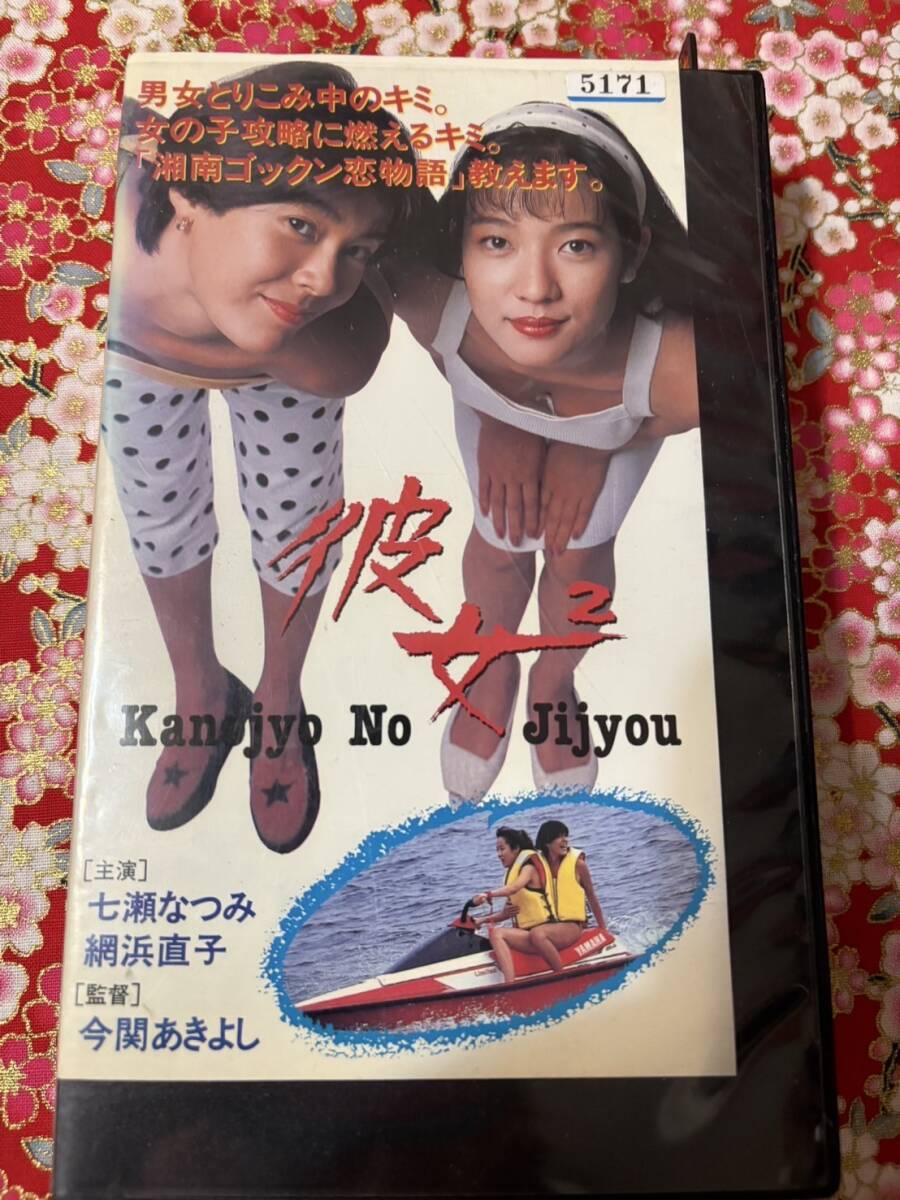 5171
男女とりこみ中のキミ。
女の子攻略に燃えるキミ。
「湘南ゴックン恋物語」教えます。
彼女2
Kanojyo No Jijyou
[主演]
七瀬なつみ
網浜直子
[監督]
今関あきよし
YAMAHA